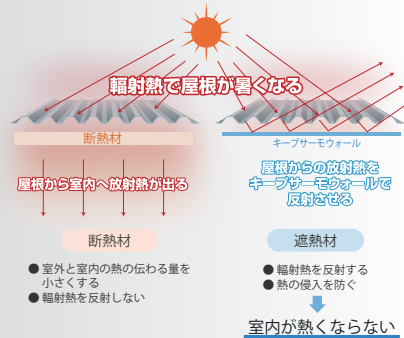 輻射熱で屋根が暑くなる
断熱材
キープサーモウォール
屋根から室内へ放射熱が出る
屋根からの放射熱を
キープサーモウォールで
反射させる
断熱材
● 室外と室内の熱の伝わる量を
小さくする
● 輻射熱を反射しない
遮熱材
● 輻射熱を反射する
● 熱の侵入を防ぐ
室内が熱くならない